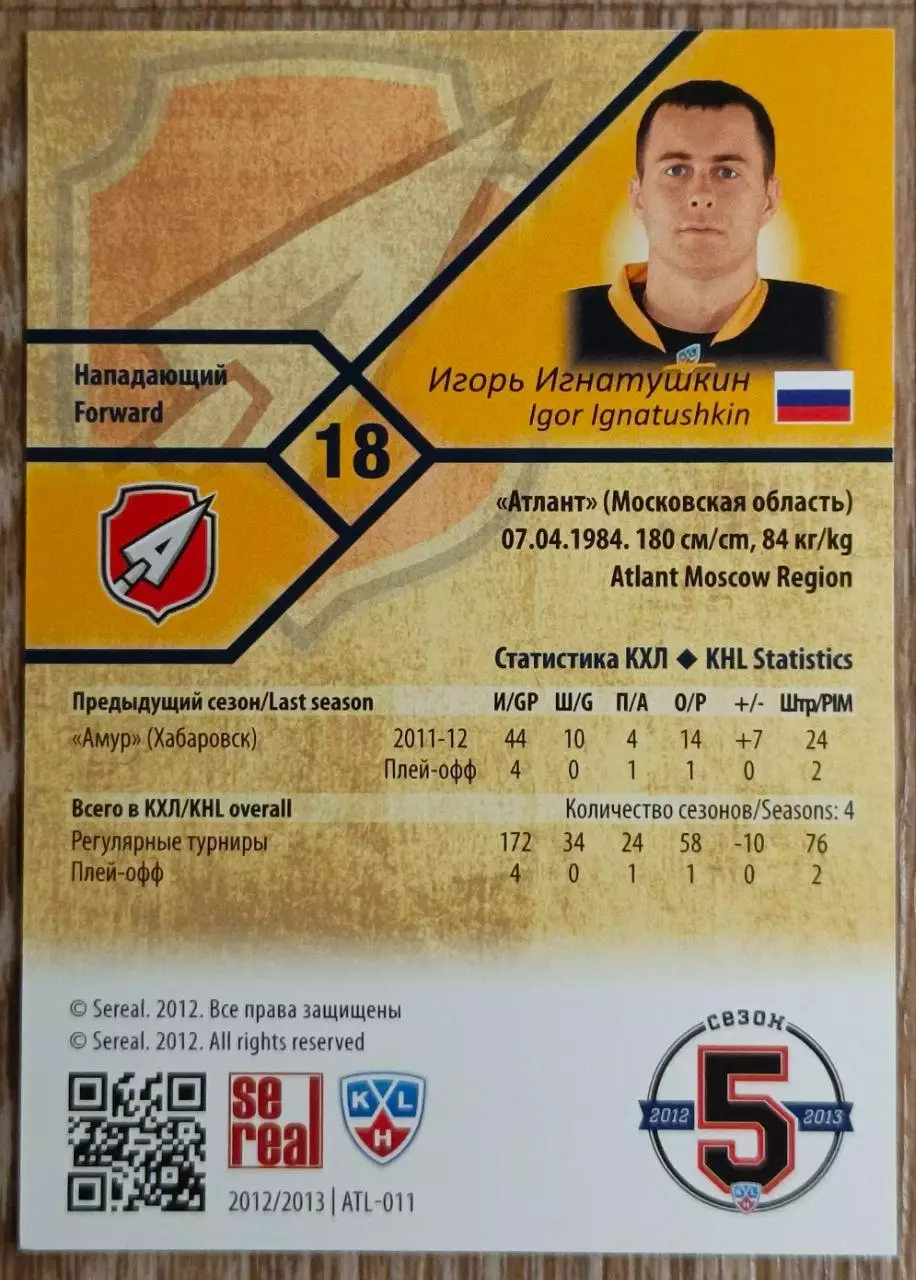 Нападающий
Forward
18
Игорь Игнатушкин
Igor Ignatushkin
«Атлант» (Московская область)
07.04.1984. 180 см/cm, 84 кг/kg
Atlant Moscow Region
Статистика КХЛ ◆ KHL Statistics
Предыдущий сезон/Last season И/GP Ш/G П/А О/Р +/- Штр/PIM
«Амур» (Хабаровск) 2011-12 44 10 4 14 +7 24
Плей-офф 4 0 1 1 0 2
Всего в КХЛ/KHL overall Количество сезонов/Seasons: 4
Регулярные турниры 172 34 24 58 -10 76
Плей-офф 4 0 1 1 0 2
© Sereal. 2012. Все права защищены
© Sereal. 2012. All rights reserved
se
real
KHL
2012/2013 | ATL-011
сезон
2012 5 2013